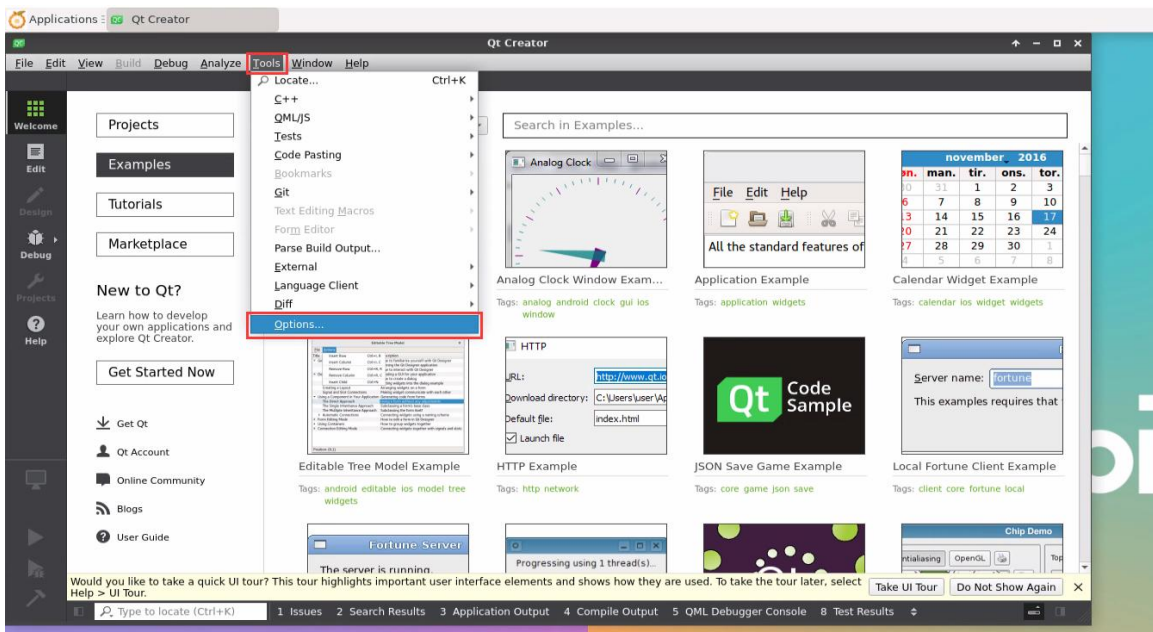 Applications
Qt Creator
Qt Creator
File Edit View Build Debug Analyze Tools Window Help
Locate... Ctrl+K
C++
QML/JS
Tests
Code Pasting
Bookmarks
Git
Text Editing Macros
Form Editor
Parse Build Output...
External
Language Client
Diff
Options...
Welcome
Edit
Design
Debug
Projects
Help
Projects
Examples
Tutorials
Marketplace
New to Qt?
Learn how to develop
your own applications and
explore Qt Creator.
Get Started Now
Get Qt
Qt Account
Online Community
Blogs
User Guide
Search in Examples...
Analog Clock
Analog Clock Window Exam...
Tags: analog android clock gui ios
window
File Edit Help
All the standard features of
Application Example
Tags: application widgets
november 2016
man. tir. ons. tor.
31 1 2 3
7 8 9 10
14 15 16 17
21 22 23 24
28 29 30 1
5 6 7 8
Calendar Widget Example
Tags: calendar ios widget widgets
Editable Tree Model Example
Tags: android editable ios model tree
widgets
HTTP
URL: http://www.qt.io
Download directory: C:\Users\user\Ap
Default file: index.html
Launch file
HTTP Example
Tags: http network
Qt Code
Sample
JSON Save Game Example
Tags: core game json save
Server name: fortune
This examples requires that
Local Fortune Client Example
Tags: client core fortune local
Fortune Server
The server is running.
Progressing using 1 thread(s)..
Chip Demo
OpenGL
Would you like to take a quick UI tour? This tour highlights important user interface elements and shows how they are used. To take the tour later, select
Help > UI Tour.
Take UI Tour Do Not Show Again
Type to locate (Ctrl+K) 1 Issues 2 Search Results 3 Application Output 4 Compile Output 5 QML Debugger Console 8 Test Results